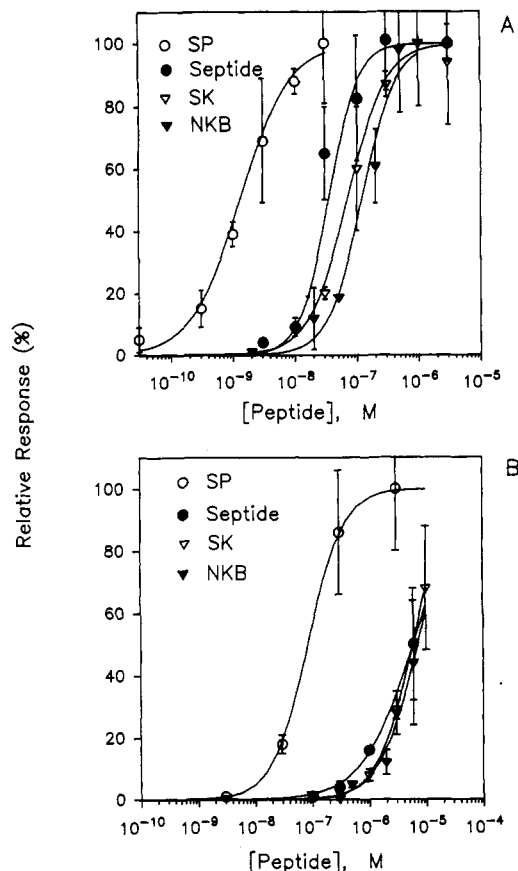 A
SP
Septide
SK
NKB
100
80
60
40
20
0
10⁻¹⁰ 10⁻⁹ 10⁻⁸ 10⁻⁷ 10⁻⁶ 10⁻⁵
[Peptide], M
Relative Response (%)
B
SP
Septide
SK
NKB
100
80
60
40
20
0
10⁻¹⁰ 10⁻⁹ 10⁻⁸ 10⁻⁷ 10⁻⁶ 10⁻⁵ 10⁻⁴
[Peptide], M